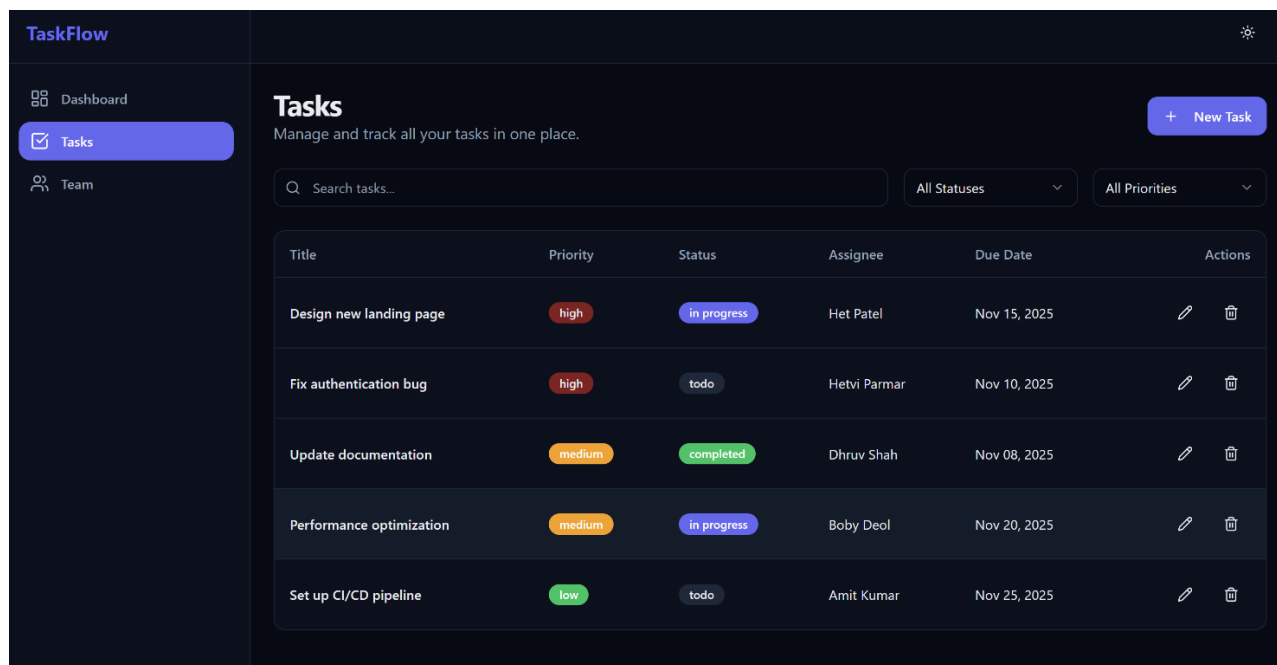 TaskFlow
Dashboard
Tasks
Team
Tasks
Manage and track all your tasks in one place.
+ New Task
Search tasks...
All Statuses
All Priorities
Title Priority Status Assignee Due Date Actions
Design new landing page high in progress Het Patel Nov 15, 2025
Fix authentication bug high todo Hetvi Parmar Nov 10, 2025
Update documentation medium completed Dhruv Shah Nov 08, 2025
Performance optimization medium in progress Boby Deol Nov 20, 2025
Set up CI/CD pipeline low todo Amit Kumar Nov 25, 2025